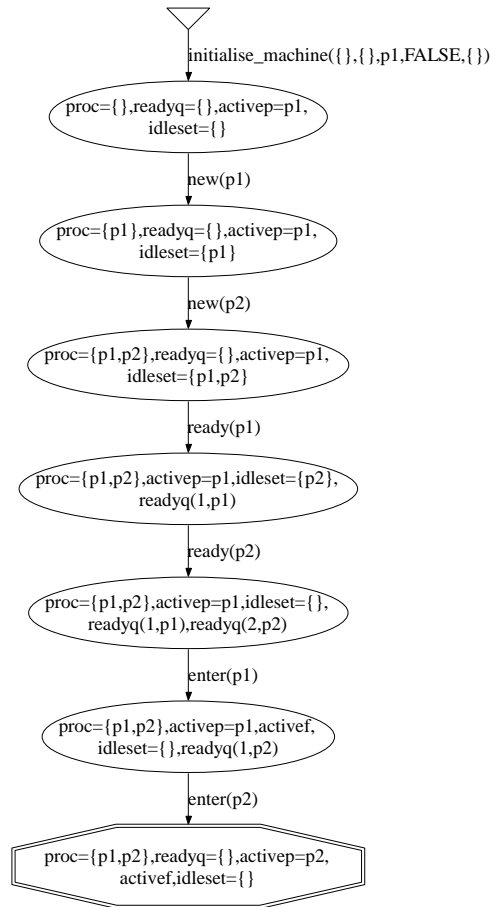 initialise_machine({},{},p1,FALSE,{})
proc={},readyq={},activep=p1,
idleset={}
new(p1)
proc={p1},readyq={},activep=p1,
idleset={p1}
new(p2)
proc={p1,p2},readyq={},activep=p1,
idleset={p1,p2}
ready(p1)
proc={p1,p2},activep=p1,idleset={p2},
readyq(1,p1)
ready(p2)
proc={p1,p2},activep=p1,idleset={},
readyq(1,p1),readyq(2,p2)
enter(p1)
proc={p1,p2},activep=p1,activef,
idleset={},readyq(1,p2)
enter(p2)
proc={p1,p2},readyq={},activep=p2,
activef,idleset={}